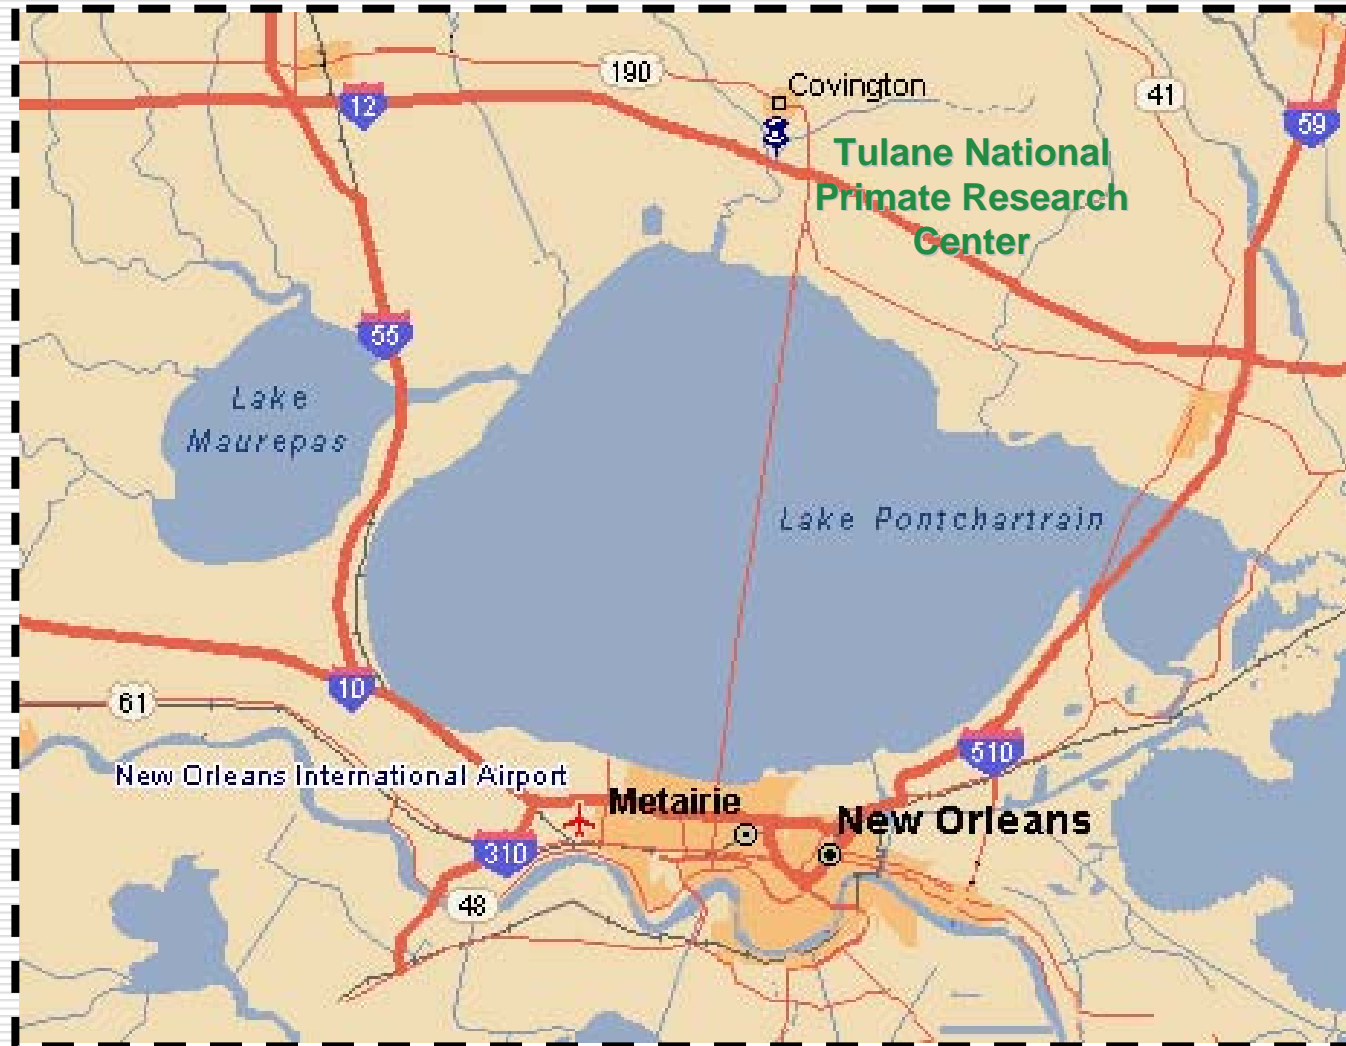 190
Covington
12
41
59
Tulane National
Primate Research
Center
55
Lake
Maurepas
Lake Pontchartrain
10
61
510
New Orleans International Airport
Metairie
New Orleans
310
48